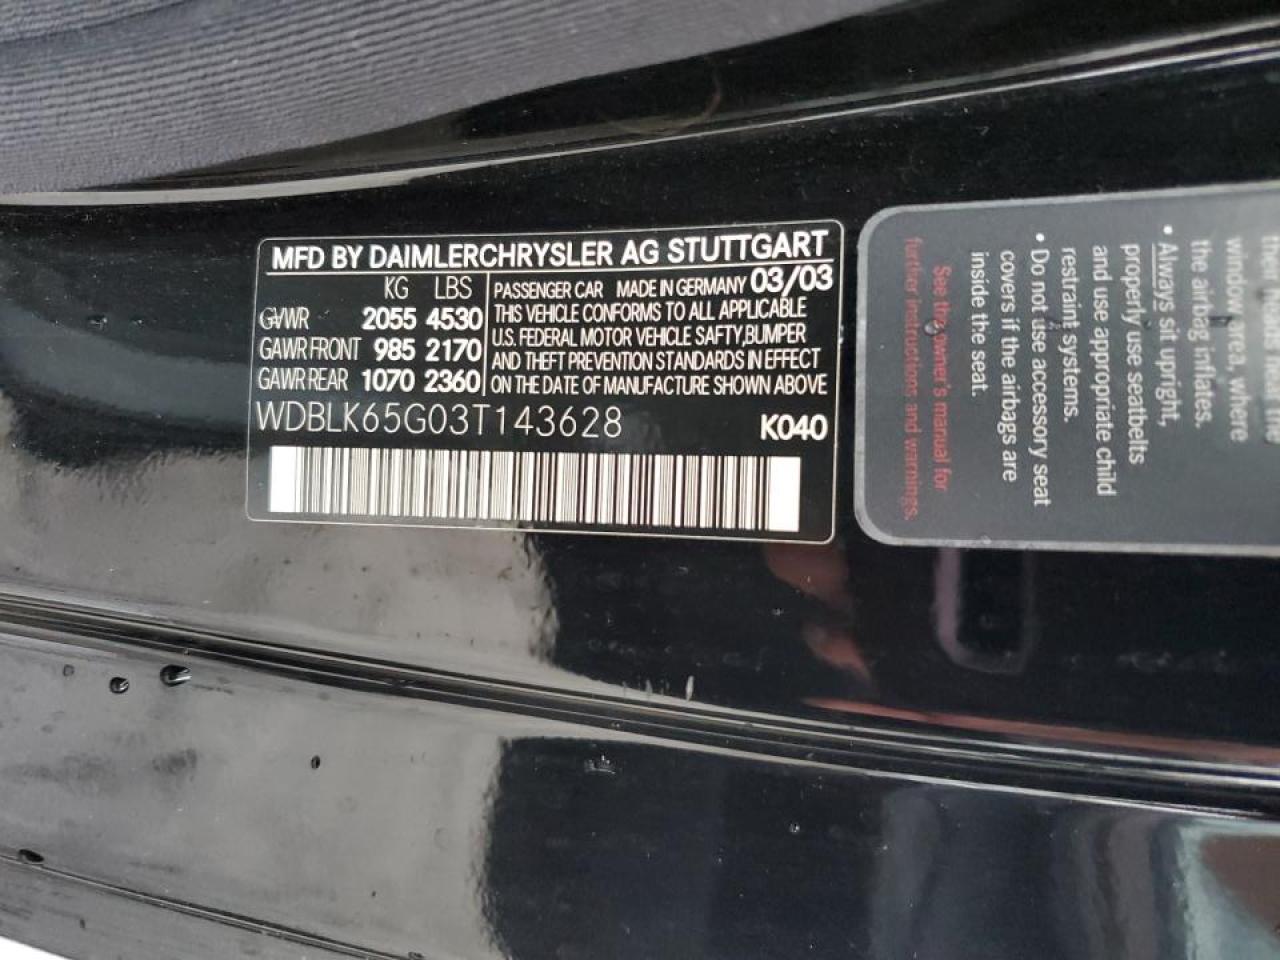 MFD BY DAIMLERCHRYSLER AG STUTTGART
KG LBS
GVWR 2055 4530
GAWR FRONT 985 2170
GAWR REAR 1070 2360
PASSENGER CAR MADE IN GERMANY 03/03
THIS VEHICLE CONFORMS TO ALL APPLICABLE
U.S. FEDERAL MOTOR VEHICLE SAFTY,BUMPER
AND THEFT PREVENTION STANDARDS IN EFFECT
ON THE DATE OF MANUFACTURE SHOWN ABOVE
WDBLK65G03T143628 K040
window area, where
the airbag inflates.
• Always sit upright,
properly use seatbelts
and use appropriate child
restraint systems.
• Do not use accessory seat
covers if the airbags are
inside the seat.
See the owner's manual for
further instructions and warnings.